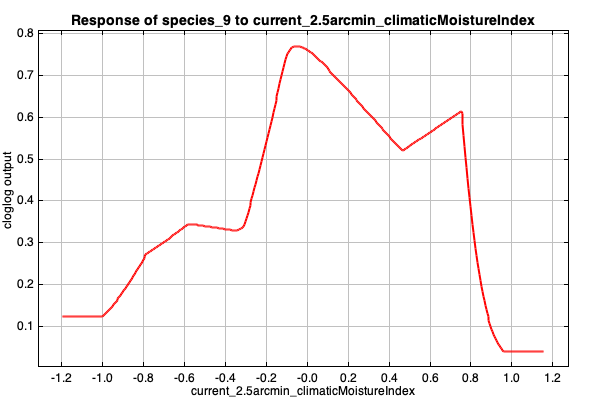 Response of species_9 to current_2.5arcmin_climaticMoistureIndex
cloglog output
0.8
0.7
0.6
0.5
0.4
0.3
0.2
0.1
-1.2 -1.0 -0.8 -0.6 -0.4 -0.2 -0.0 0.2 0.4 0.6 0.8 1.0 1.2
current_2.5arcmin_climaticMoistureIndex